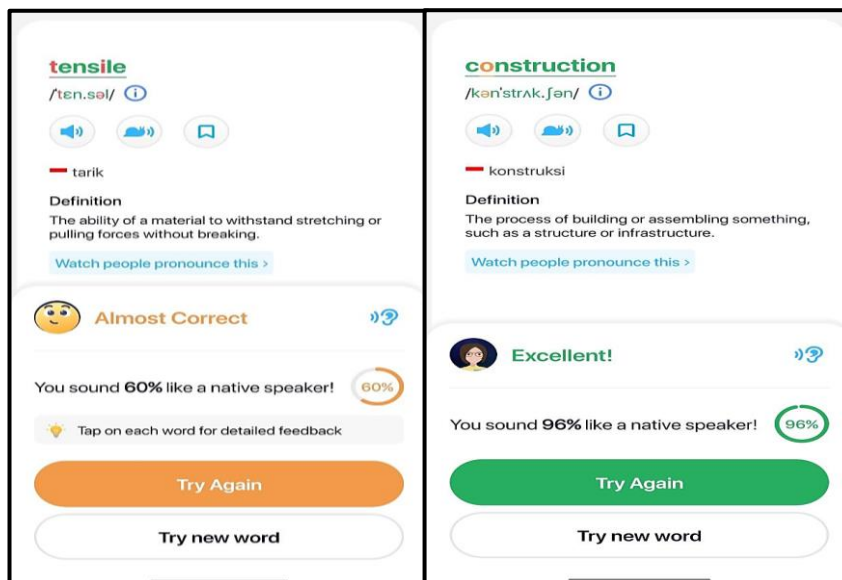 tensile
/ˈtɛn.səl/
tarik
Definition
The ability of a material to withstand stretching or
pulling forces without breaking.
Watch people pronounce this >
Almost Correct
You sound 60% like a native speaker!
60%
Tap on each word for detailed feedback
Try Again
Try new word
construction
/kənˈstrʌk.ʃən/
konstruksi
Definition
The process of building or assembling something,
such as a structure or infrastructure.
Watch people pronounce this >
Excellent!
You sound 96% like a native speaker!
96%
Try Again
Try new word